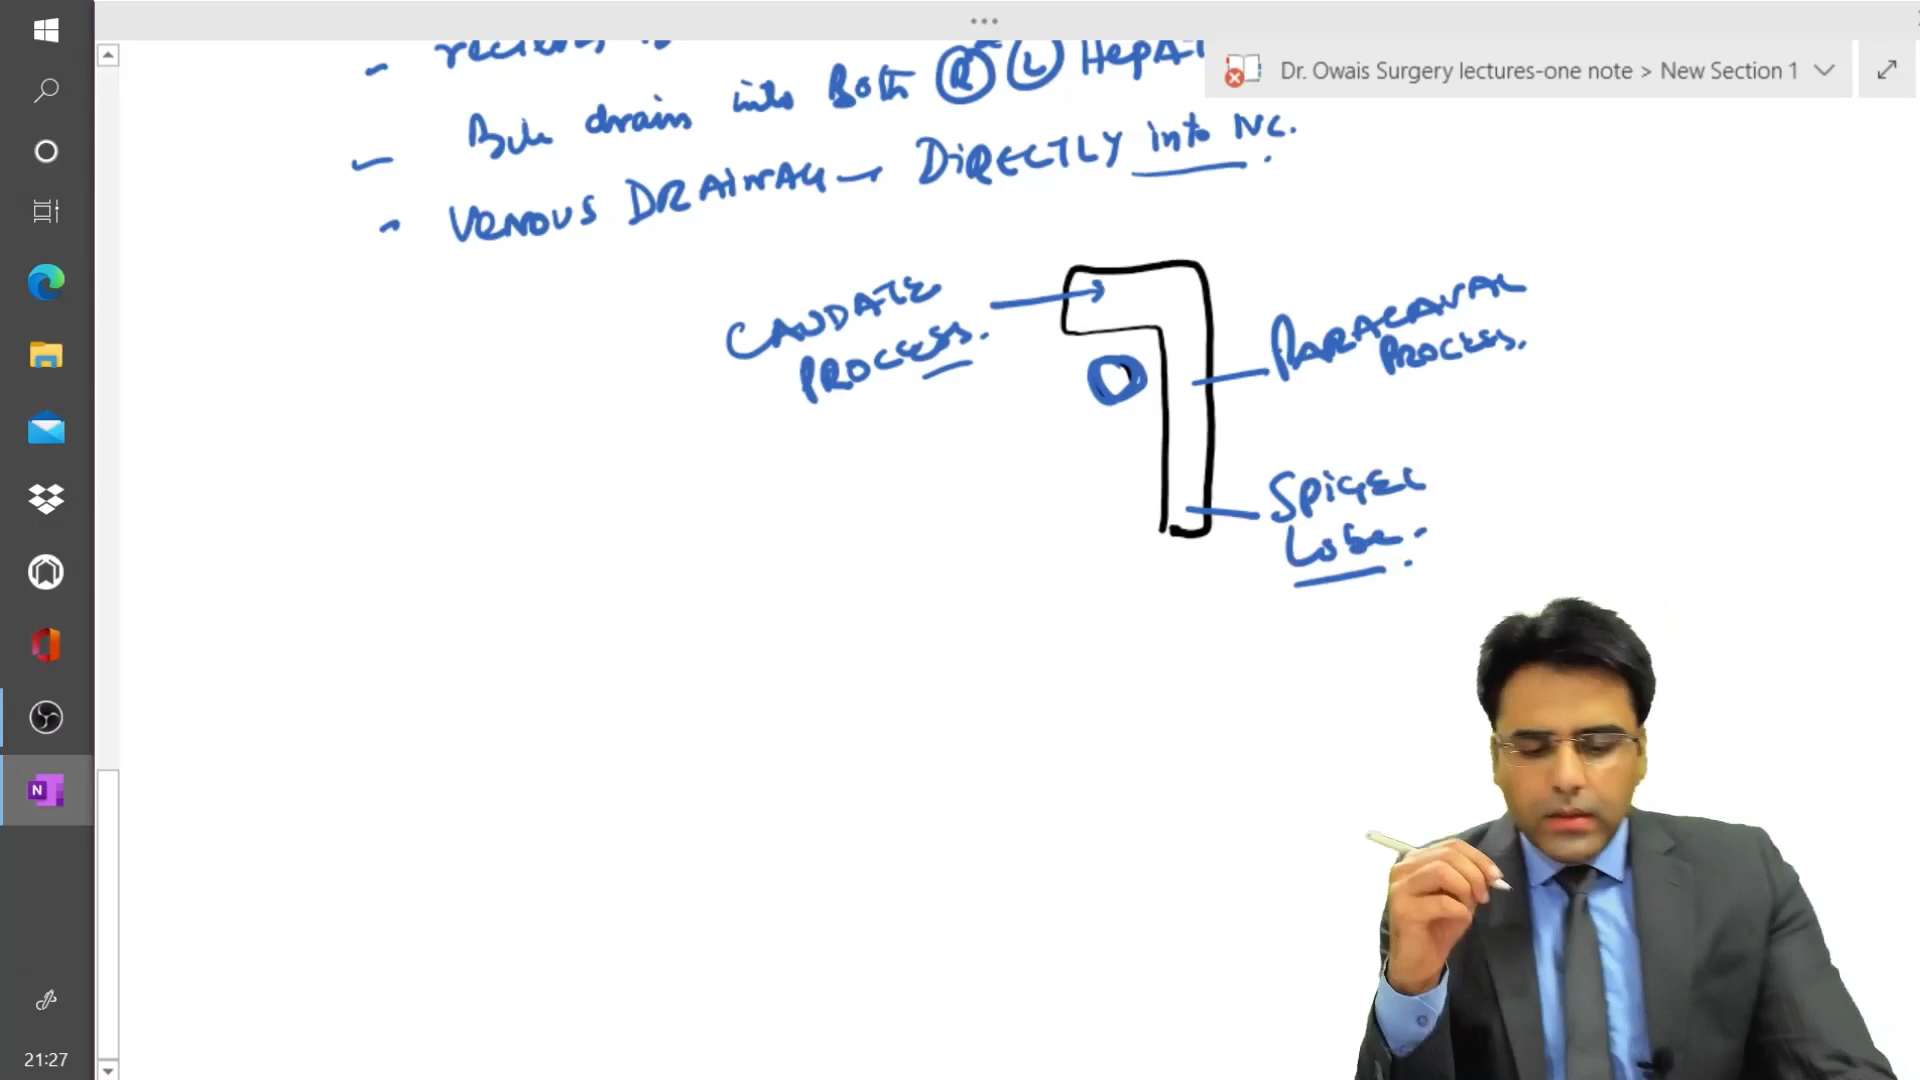 Dr. Owais Surgery lectures-one note > New Section 1
Bile drains into Both R L HepAT
VENOUS DRAINAGE → DIRECTLY into IVC.
CAUDATE
PROCESS.
PARACAVAL
PROCESS.
SPIGEL
Lobe.
N
21:27